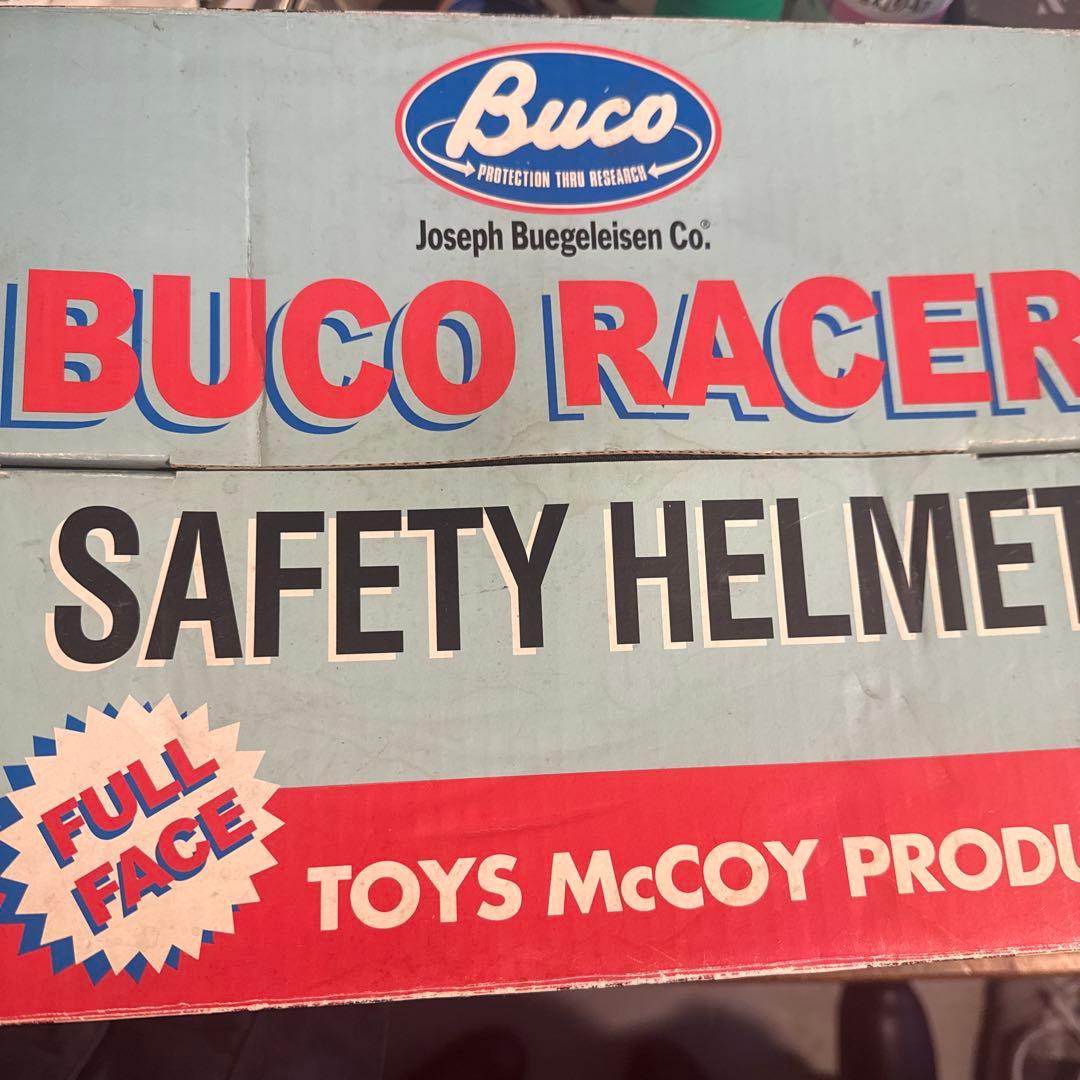 Buco
PROTECTION THRU RESEARCH
Joseph Buegeleisen Co.®
BUCO RACER
SAFETY HELMET
FULL
FACE
TOYS McCOY PRODU